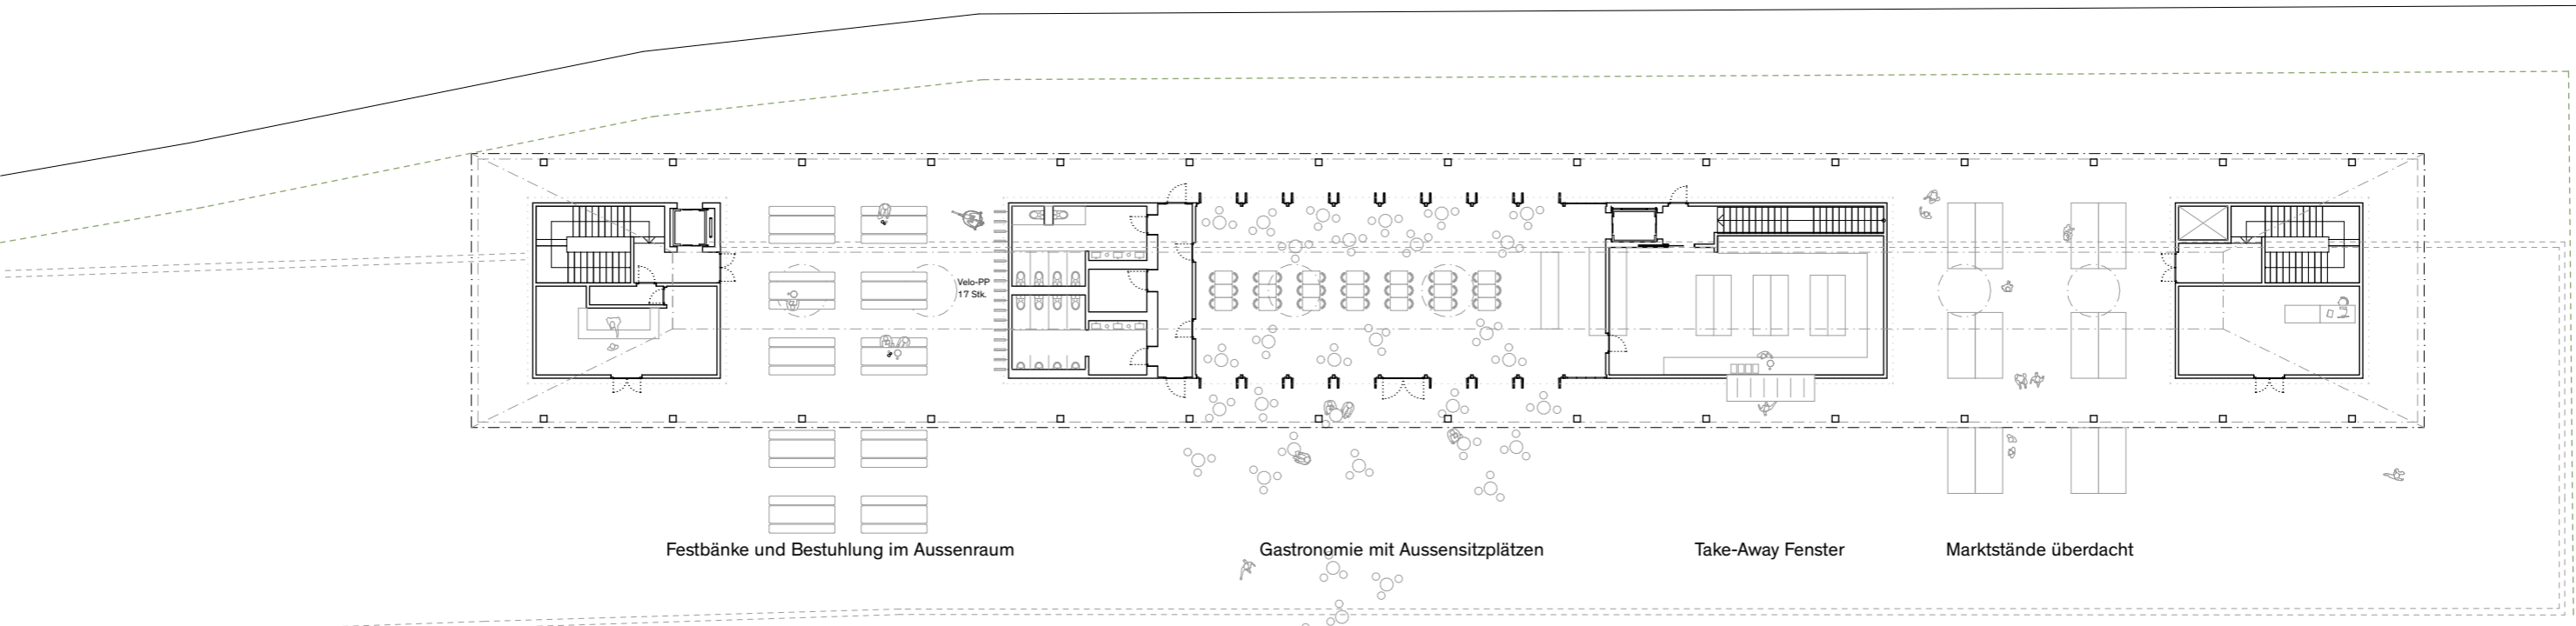 Velo-PP
17 Stk.
Festbänke und Bestuhlung im Aussenraum
Gastronomie mit Aussensitzplätzen
Take-Away Fenster
Marktstände überdacht